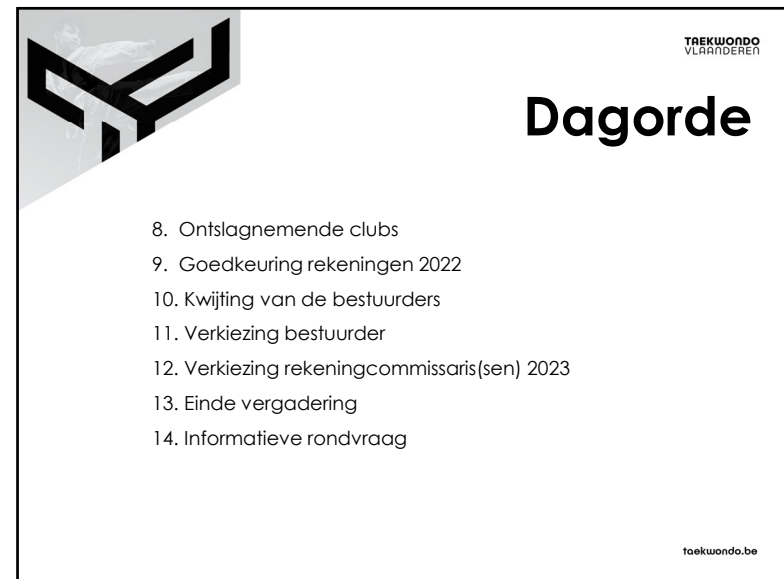 TAEKWONDO
VLAANDEREN
Dagorde
8. Ontslagnemende clubs
9. Goedkeuring rekeningen 2022
10. Kwijting van de bestuurders
11. Verkiezing bestuurder
12. Verkiezing rekeningcommissaris(sen) 2023
13. Einde vergadering
14. Informatieve rondvraag
taekwondo.be